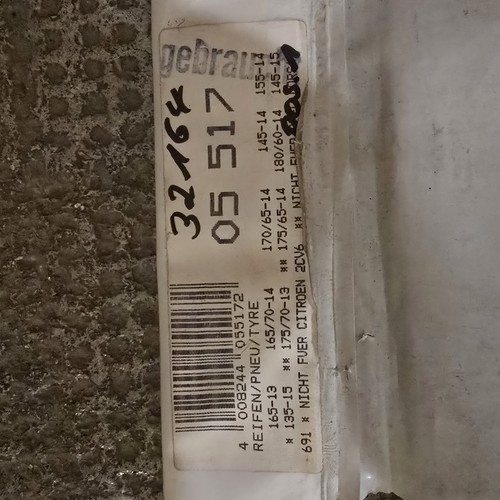 gebrau
32 164
05 517
4 008244 055172
REIFEN/PNEU/TYRE
165-13 165/70-14 170/65-14 145-14 155-14
* 135-15 ** 175/70-13 ** 175/65-14 180/60-14 145-15
691 * NICHT FUER CITROEN 2CV6 ** NICHT FUER